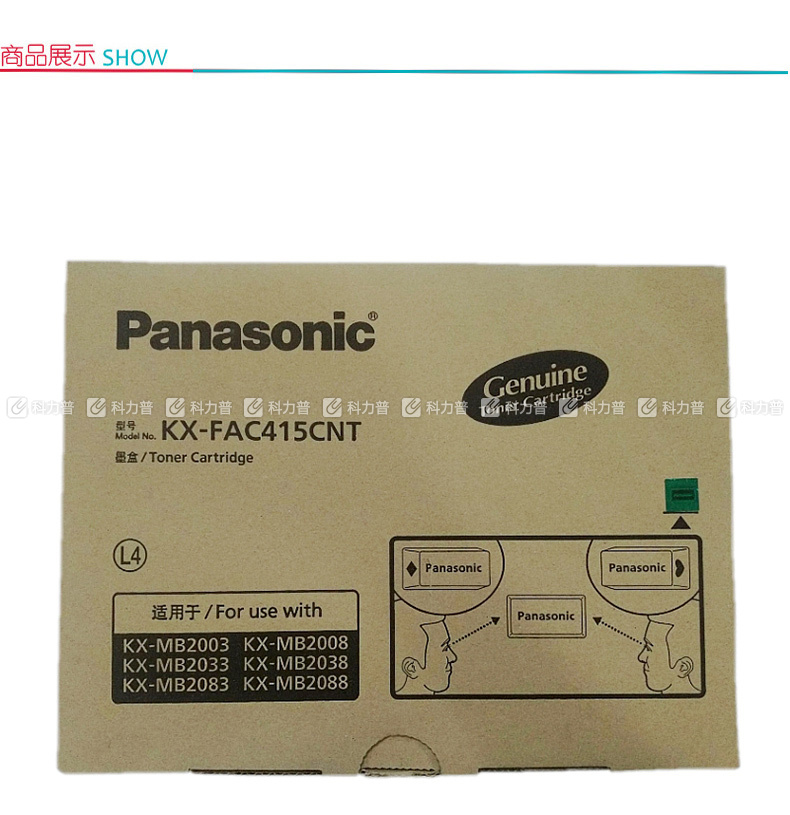 商品展示 SHOW
Panasonic®
Genuine
Toner Cartridge
科力普 科力普 科力普 科力普 科力普 科力普 科力普 科力普 科力普 科力普
型号
Model No. KX-FAC415CNT
墨盒/Toner Cartridge
L4
Panasonic Panasonic
Panasonic
适用于/For use with
KX-MB2003 KX-MB2008
KX-MB2033 KX-MB2038
KX-MB2083 KX-MB2088